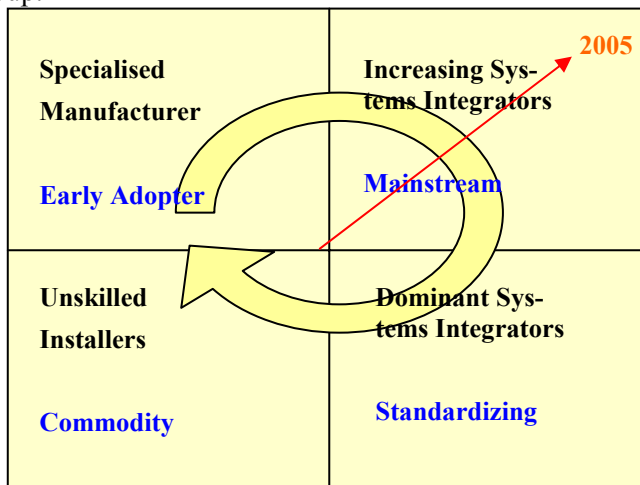 2005
Specialised
Manufacturer
Early Adopter
Increasing Sys-
tems Integrators
Mainstream
Unskilled
Installers
Commodity
Dominant Sys-
tems Integrators
Standardizing